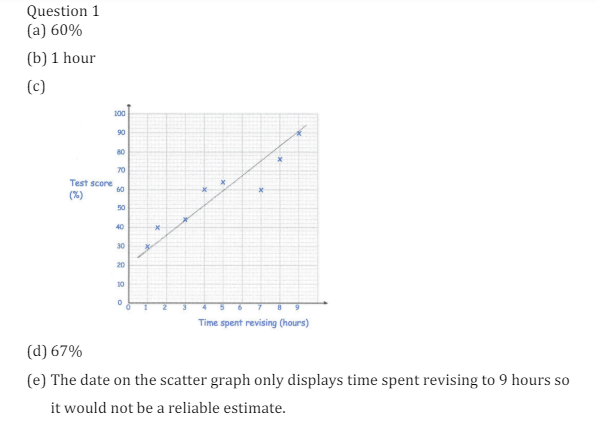 Question 1
(a) 60%
(b) 1 hour
(c)
100
90
80
70
Test score
60
(%)
50
40
30
20
10
0
0 1 2 3 4 5 6 7 8 9
Time spent revising (hours)
(d) 67%
(e) The date on the scatter graph only displays time spent revising to 9 hours so
it would not be a reliable estimate.